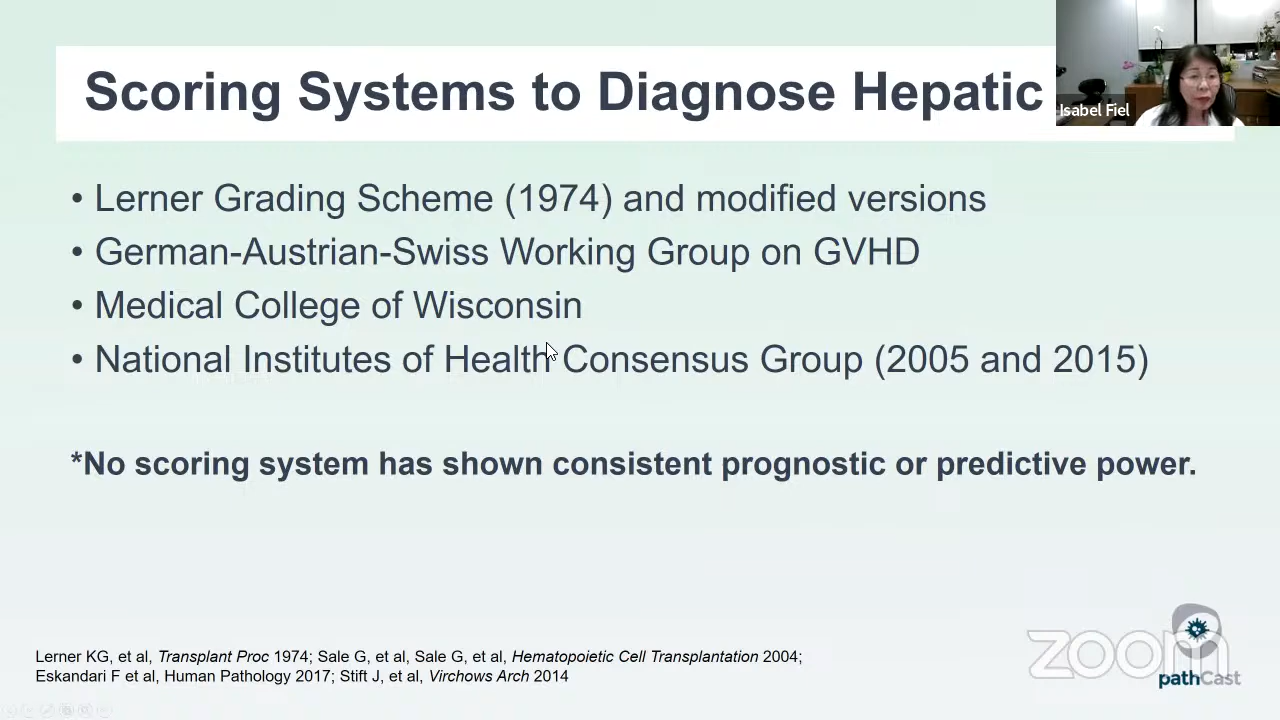 Scoring Systems to Diagnose Hepatic
Isabel Fiel
• Lerner Grading Scheme (1974) and modified versions
• German-Austrian-Swiss Working Group on GVHD
• Medical College of Wisconsin
• National Institutes of Health Consensus Group (2005 and 2015)
*No scoring system has shown consistent prognostic or predictive power.
Lerner KG, et al, Transplant Proc 1974; Sale G, et al, Sale G, et al, Hematopoietic Cell Transplantation 2004;
Eskandari F et al, Human Pathology 2017; Stift J, et al, Virchows Arch 2014
zoom
pathCast